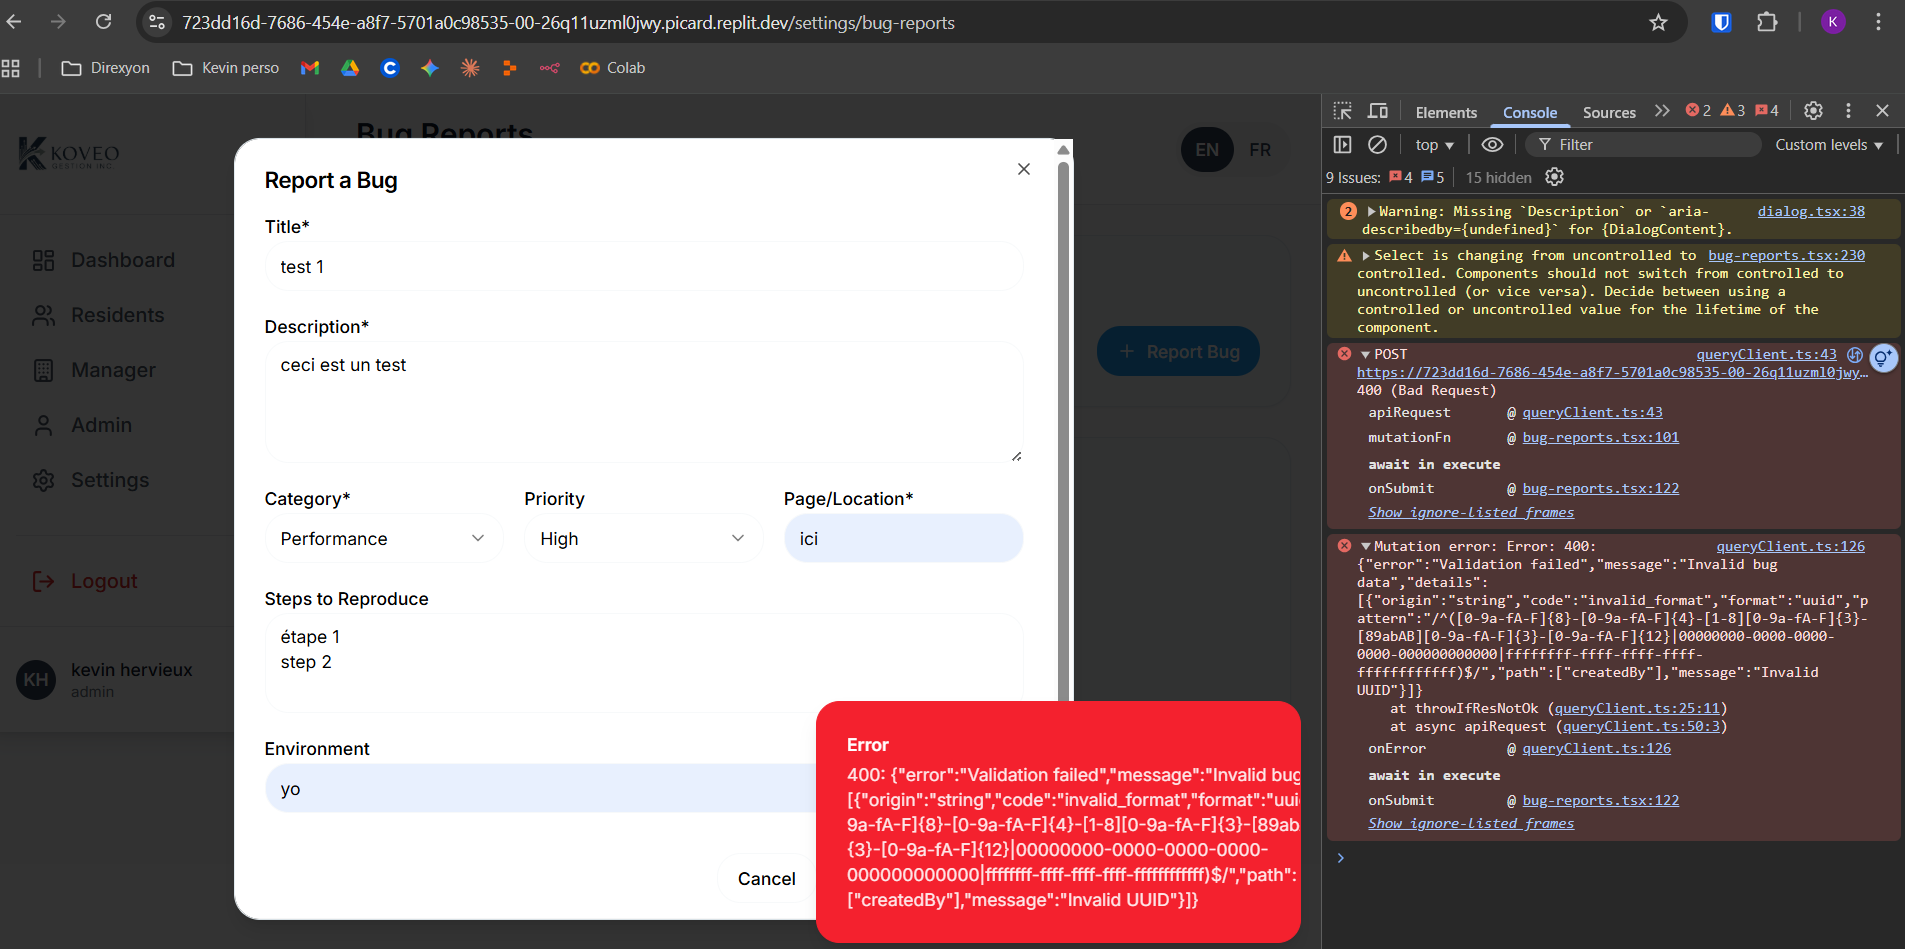 723dd16d-7686-454e-a8f7-5701a0c98535-00-26q11uzml0jwy.picard.replit.dev/settings/bug-reports
K
Direxyon
Kevin perso
Colab
KOVEO
GESTION INC.
Dashboard
Residents
Manager
Admin
Settings
Logout
KH
kevin hervieux
admin
Bug Reports
EN
FR
+ Report Bug
Report a Bug
Title*
test 1
Description*
ceci est un test
Category*
Priority
Page/Location*
Performance
High
ici
Steps to Reproduce
étape 1
step 2
Environment
yo
Cancel
Error
400: {"error":"Validation failed","message":"Invalid bug
[{"origin":"string","code":"invalid_format","format":"uui
9a-fA-F]{8}-[0-9a-fA-F]{4}-[1-8][0-9a-fA-F]{3}-[89ab
{3}-[0-9a-fA-F]{12}|00000000-0000-0000-0000-
000000000000|ffffffff-ffff-ffff-ffff-ffffffffffff)$/","path":
["createdBy"],"message":"Invalid UUID"}]}
Elements
Console
Sources
2
3
4
top
Filter
Custom levels
9 Issues:
4
5
15 hidden
2
Warning: Missing `Description` or `aria-
dialog.tsx:38
describedby={undefined}` for {DialogContent}.
Select is changing from uncontrolled to
bug-reports.tsx:230
controlled. Components should not switch from controlled to
uncontrolled (or vice versa). Decide between using a
controlled or uncontrolled value for the lifetime of the
component.
POST
queryClient.ts:43
https://723dd16d-7686-454e-a8f7-5701a0c98535-00-26q11uzml0jwy…
400 (Bad Request)
apiRequest @ queryClient.ts:43
mutationFn @ bug-reports.tsx:101
await in execute
onSubmit @ bug-reports.tsx:122
Show ignore-listed frames
Mutation error: Error: 400:
queryClient.ts:126
{"error":"Validation failed","message":"Invalid bug
data","details":
[{"origin":"string","code":"invalid_format","format":"uuid","p
attern":"/^([0-9a-fA-F]{8}-[0-9a-fA-F]{4}-[1-8][0-9a-fA-F]{3}-
[89abAB][0-9a-fA-F]{3}-[0-9a-fA-F]{12}|00000000-0000-0000-
0000-000000000000|ffffffff-ffff-ffff-ffff-
ffffffffffff)$/","path":["createdBy"],"message":"Invalid
UUID"}]}
at throwIfResNotOk (queryClient.ts:25:11)
at async apiRequest (queryClient.ts:50:3)
onError @ queryClient.ts:126
await in execute
onSubmit @ bug-reports.tsx:122
Show ignore-listed frames